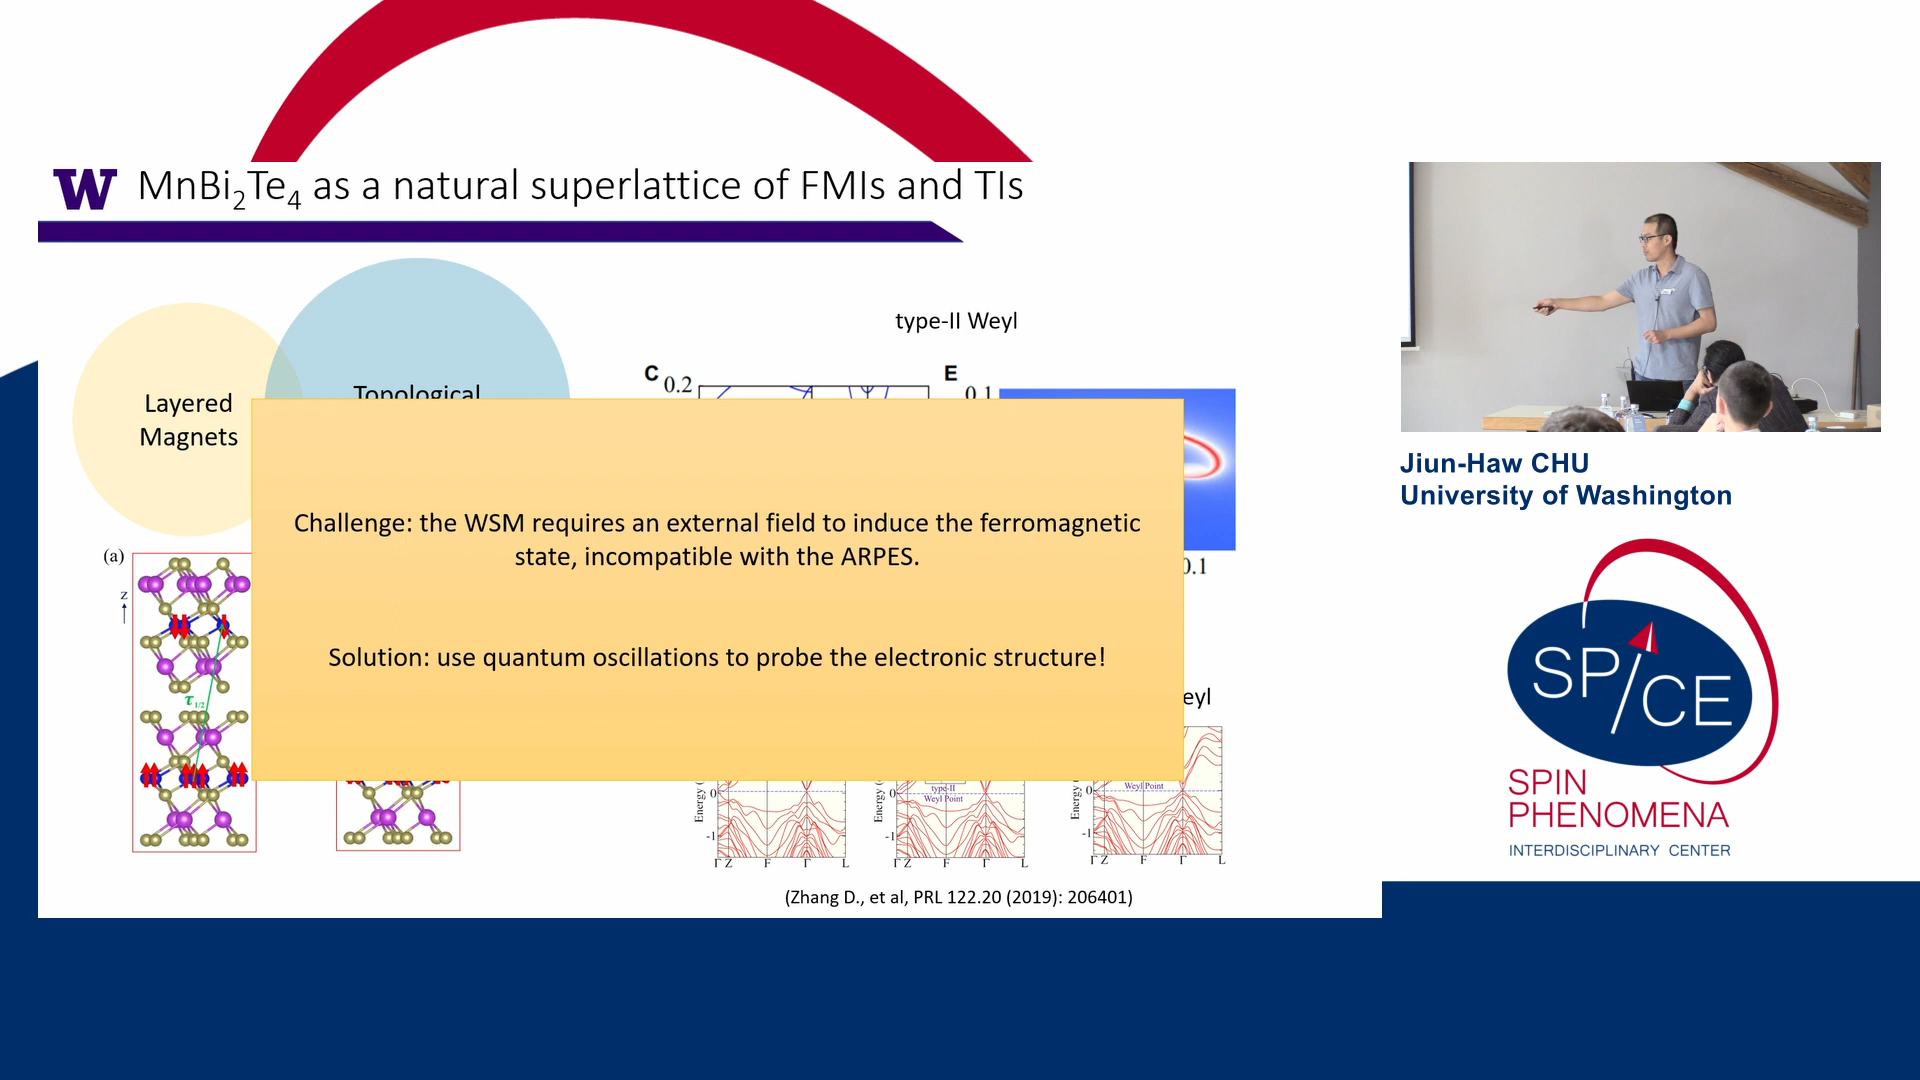 W MnBi2Te4 as a natural superlattice of FMIs and TIs
type-II Weyl
Layered
Magnets
Topological
C 0.2
E
0.1
0.1
Challenge: the WSM requires an external field to induce the ferromagnetic
state, incompatible with the ARPES.
Solution: use quantum oscillations to probe the electronic structure!
(a)
z
τ1/2
eyl
Energy (
0
-1
Γ Z F Γ L
Energy (
0
-1
type-II
Weyl Point
Γ Z F Γ L
Energy (
0
-1
Weyl Point
Γ Z F Γ L
(Zhang D., et al, PRL 122.20 (2019): 206401)
Jiun-Haw CHU
University of Washington
SP/CE
SPIN
PHENOMENA
INTERDISCIPLINARY CENTER